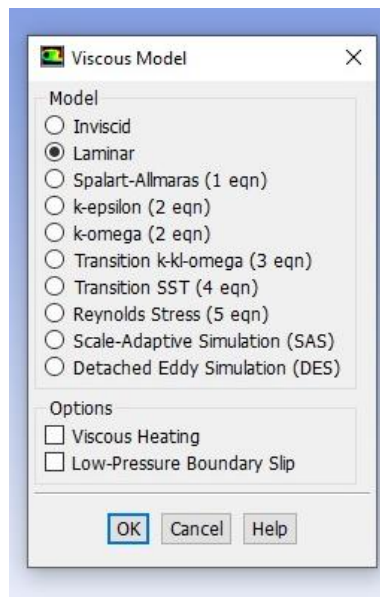 Viscous Model
Model
Inviscid
Laminar
Spalart-Allmaras (1 eqn)
k-epsilon (2 eqn)
k-omega (2 eqn)
Transition k-kl-omega (3 eqn)
Transition SST (4 eqn)
Reynolds Stress (5 eqn)
Scale-Adaptive Simulation (SAS)
Detached Eddy Simulation (DES)
Options
Viscous Heating
Low-Pressure Boundary Slip
OK Cancel Help